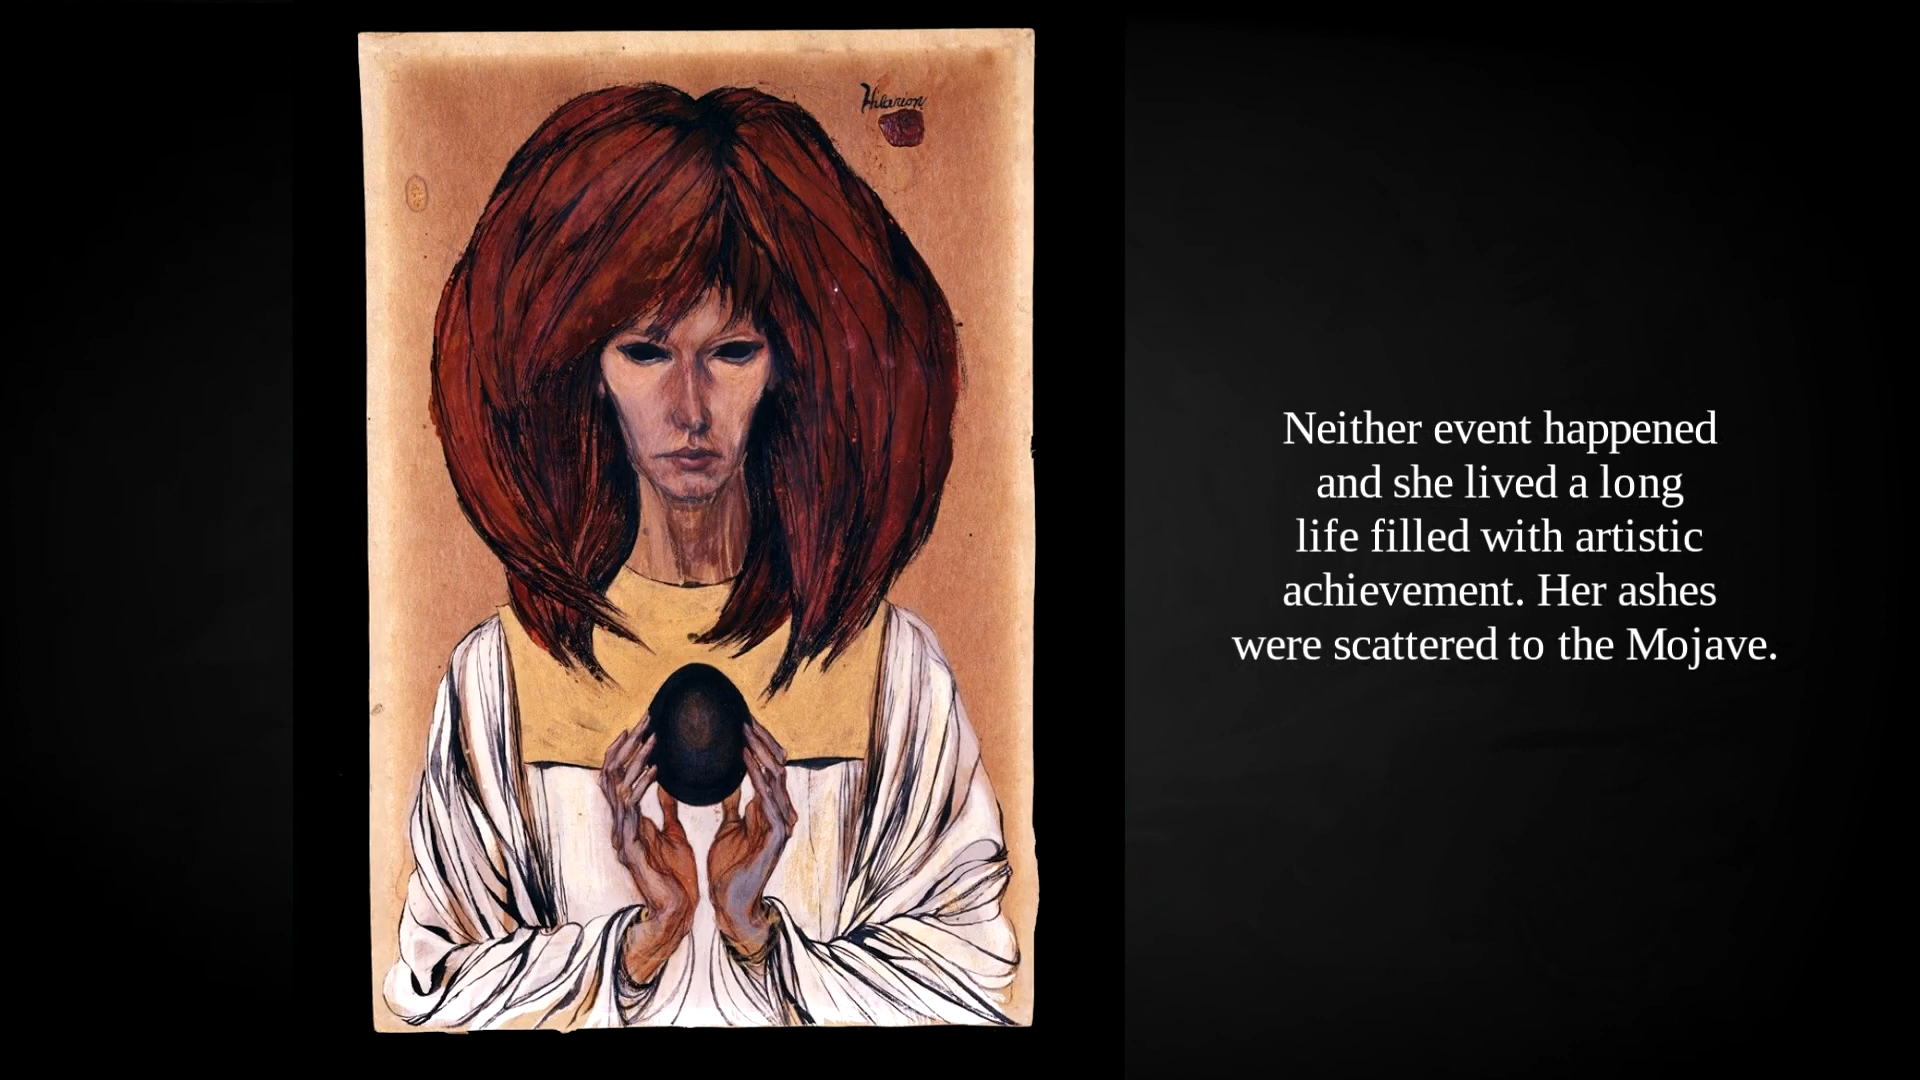 Hilarion
Neither event happened
and she lived a long
life filled with artistic
achievement. Her ashes
were scattered to the Mojave.